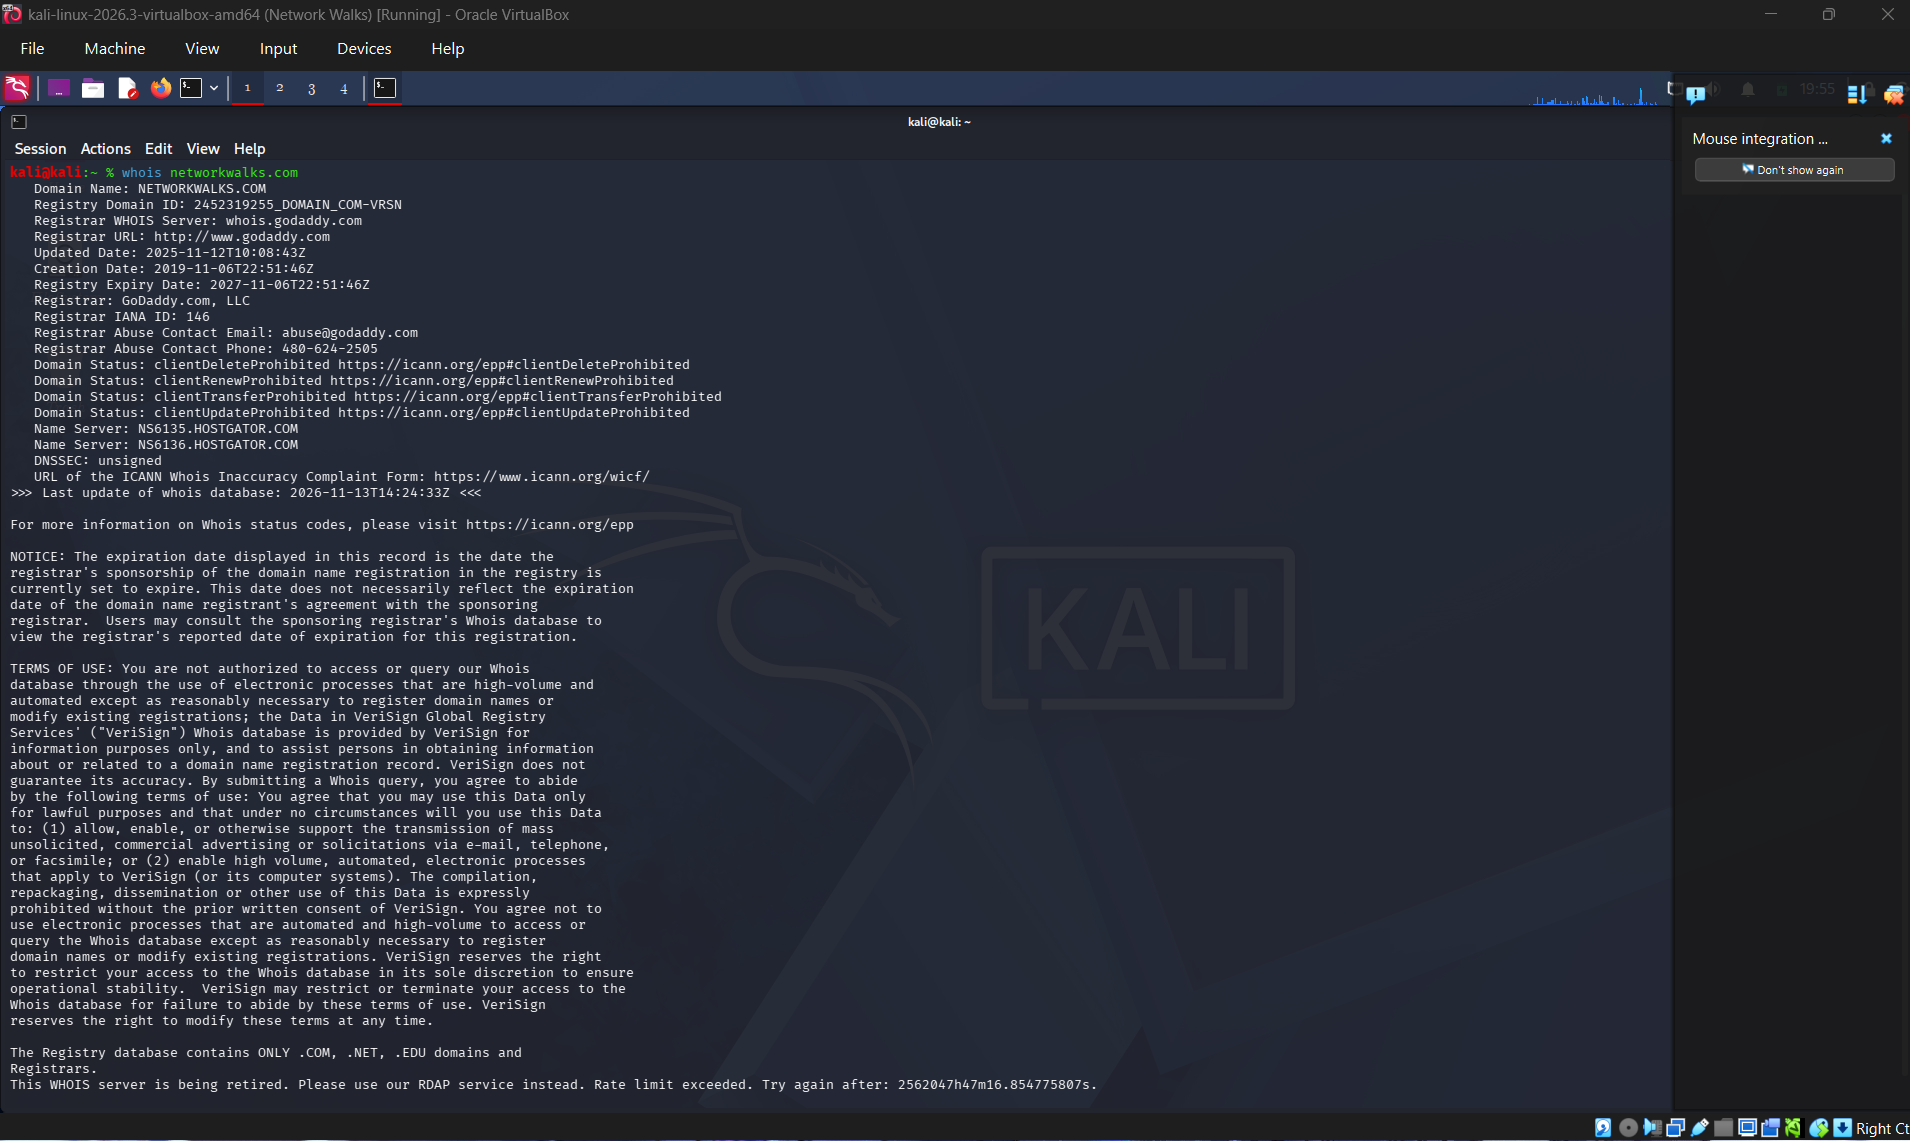 kali-linux-2026.3-virtualbox-amd64 (Network Walks) [Running] - Oracle VirtualBox
File Machine View Input Devices Help
1 2 3 4
19:55
kali@kali: ~
Mouse integration ...
Don't show again
Session Actions Edit View Help
kali@kali:~ % whois networkwalks.com
   Domain Name: NETWORKWALKS.COM
   Registry Domain ID: 2452319255_DOMAIN_COM-VRSN
   Registrar WHOIS Server: whois.godaddy.com
   Registrar URL: http://www.godaddy.com
   Updated Date: 2025-11-12T10:08:43Z
   Creation Date: 2019-11-06T22:51:46Z
   Registry Expiry Date: 2027-11-06T22:51:46Z
   Registrar: GoDaddy.com, LLC
   Registrar IANA ID: 146
   Registrar Abuse Contact Email: abuse@godaddy.com
   Registrar Abuse Contact Phone: 480-624-2505
   Domain Status: clientDeleteProhibited https://icann.org/epp#clientDeleteProhibited
   Domain Status: clientRenewProhibited https://icann.org/epp#clientRenewProhibited
   Domain Status: clientTransferProhibited https://icann.org/epp#clientTransferProhibited
   Domain Status: clientUpdateProhibited https://icann.org/epp#clientUpdateProhibited
   Name Server: NS6135.HOSTGATOR.COM
   Name Server: NS6136.HOSTGATOR.COM
   DNSSEC: unsigned
   URL of the ICANN Whois Inaccuracy Complaint Form: https://www.icann.org/wicf/
>>> Last update of whois database: 2026-11-13T14:24:33Z <<<

For more information on Whois status codes, please visit https://icann.org/epp

NOTICE: The expiration date displayed in this record is the date the
registrar's sponsorship of the domain name registration in the registry is
currently set to expire. This date does not necessarily reflect the expiration
date of the domain name registrant's agreement with the sponsoring
registrar.  Users may consult the sponsoring registrar's Whois database to
view the registrar's reported date of expiration for this registration.

TERMS OF USE: You are not authorized to access or query our Whois
database through the use of electronic processes that are high-volume and
automated except as reasonably necessary to register domain names or
modify existing registrations; the Data in VeriSign Global Registry
Services' ("VeriSign") Whois database is provided by VeriSign for
information purposes only, and to assist persons in obtaining information
about or related to a domain name registration record. VeriSign does not
guarantee its accuracy. By submitting a Whois query, you agree to abide
by the following terms of use: You agree that you may use this Data only
for lawful purposes and that under no circumstances will you use this Data
to: (1) allow, enable, or otherwise support the transmission of mass
unsolicited, commercial advertising or solicitations via e-mail, telephone,
or facsimile; or (2) enable high volume, automated, electronic processes
that apply to VeriSign (or its computer systems). The compilation,
repackaging, dissemination or other use of this Data is expressly
prohibited without the prior written consent of VeriSign. You agree not to
use electronic processes that are automated and high-volume to access or
query the Whois database except as reasonably necessary to register
domain names or modify existing registrations. VeriSign reserves the right
to restrict your access to the Whois database in its sole discretion to ensure
operational stability.  VeriSign may restrict or terminate your access to the
Whois database for failure to abide by these terms of use. VeriSign
reserves the right to modify these terms at any time.

The Registry database contains ONLY .COM, .NET, .EDU domains and
Registrars.
This WHOIS server is being retired. Please use our RDAP service instead. Rate limit exceeded. Try again after: 2562047h47m16.854775807s.
KALI
Right Ct